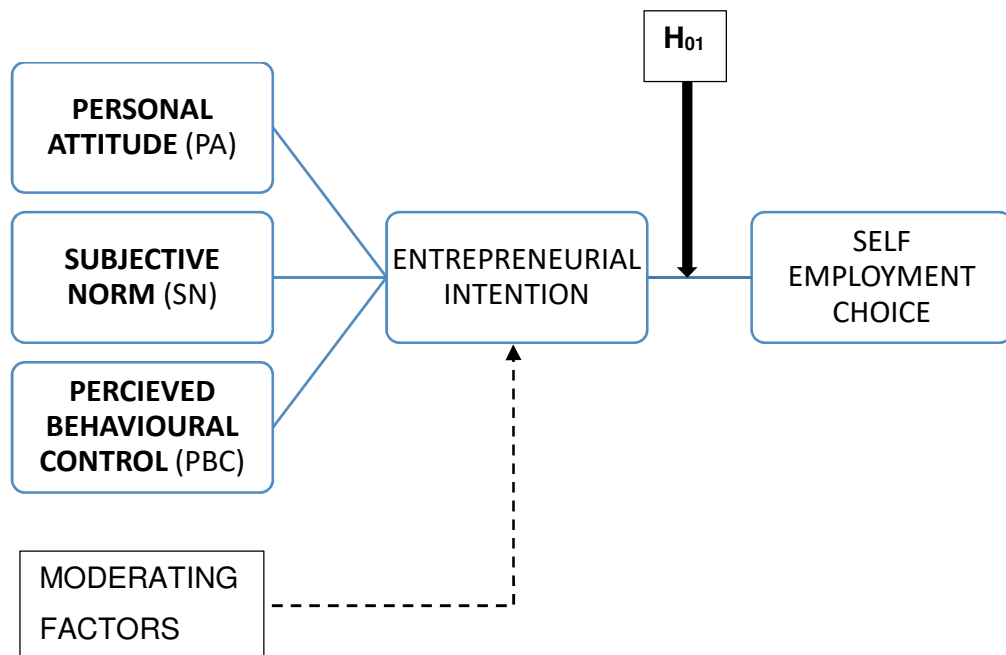 H01
PERSONAL
ATTITUDE (PA)
SUBJECTIVE
NORM (SN)
PERCIEVED
BEHAVIOURAL
CONTROL (PBC)
ENTREPRENEURIAL
INTENTION
SELF
EMPLOYMENT
CHOICE
MODERATING
FACTORS